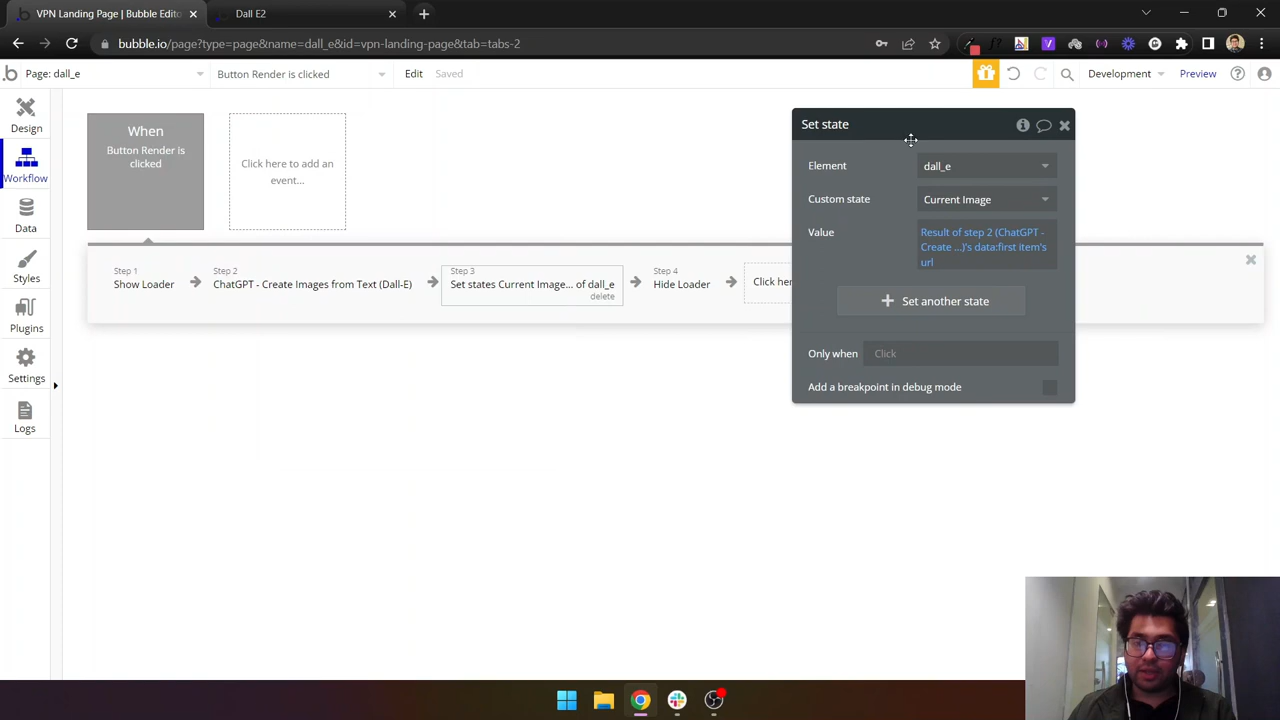 VPN Landing Page | Bubble Editor
Dall E2
bubble.io/page?type=page&name=dall_e&id=vpn-landing-page&tab=tabs-2
Page: dall_e
Button Render is clicked
Edit
Saved
Development
Preview
Design
Workflow
Data
Styles
Plugins
Settings
Logs
When
Button Render is
clicked
Click here to add an
event...
Step 1
Show Loader
Step 2
ChatGPT - Create Images from Text (Dall-E)
Step 3
Set states Current Image... of dall_e
delete
Step 4
Hide Loader
Click her
Set state
Element
dall_e
Custom state
Current Image
Value
Result of step 2 (ChatGPT -
Create ...)'s data:first item's
url
Set another state
Only when
Click
Add a breakpoint in debug mode